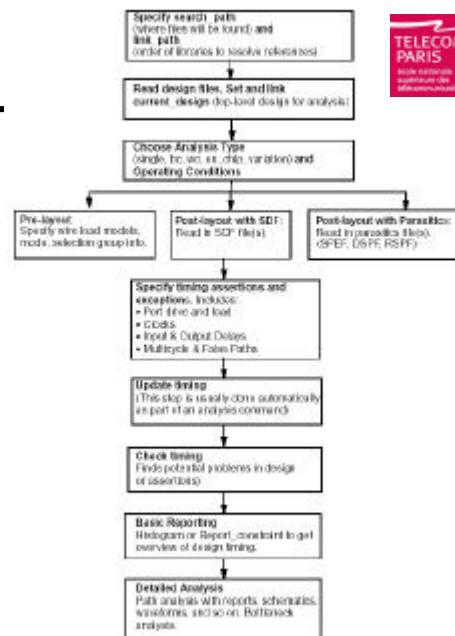 Specify search_path
(where files will be found) and
link_path
(order of libraries to resolve references)
TELECOM
PARIS
école nationale
supérieure des
télécommunications
Read design files. Set and link
current_design (top-level design for analysis)
Choose Analysis Type
(single, bc_wc, on_chip_variation) and
Operating Conditions
Pre-layout
Specify wire load models,
mode, selection group info.
Post-layout with SDF:
Read in SDF file(s).
Post-layout with Parasitics:
Read in parasitics file(s).
(SPEF, DSPF, RSPF)
Specify timing assertions and
exceptions. Includes:
• Port drive and load
• Clocks
• Input & Output Delays
• Multicycle & False Paths
Update timing
(This step is usually done automatically
as part of an analysis command)
Check timing
Finds potential problems in design
or assertions)
Basic Reporting
Histogram or Report_constraint to get
overview of design timing.
Detailed Analysis
Path analysis with reports, schematics,
waveforms, and so on. Bottleneck
analysis.